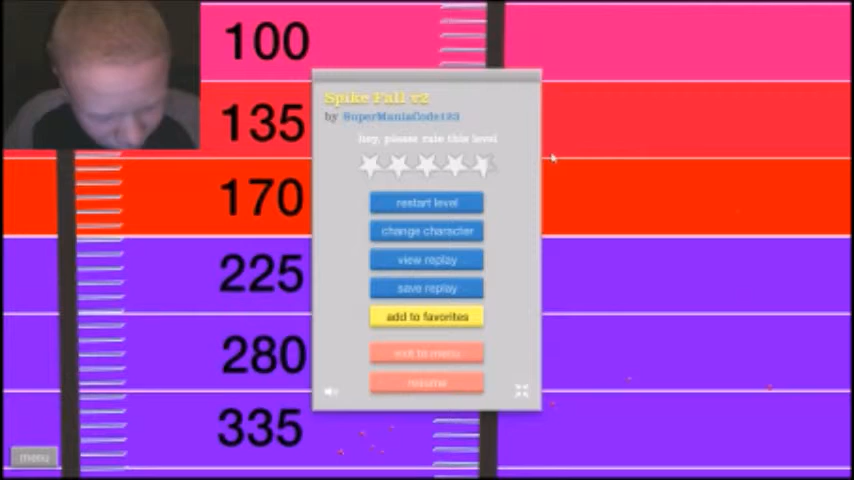 100
135
170
225
280
335
Spike Fall v2
by SuperManiaCode123
hey, please rate this level
restart level
change character
view replay
save replay
add to favorites
exit to menu
resume
menu